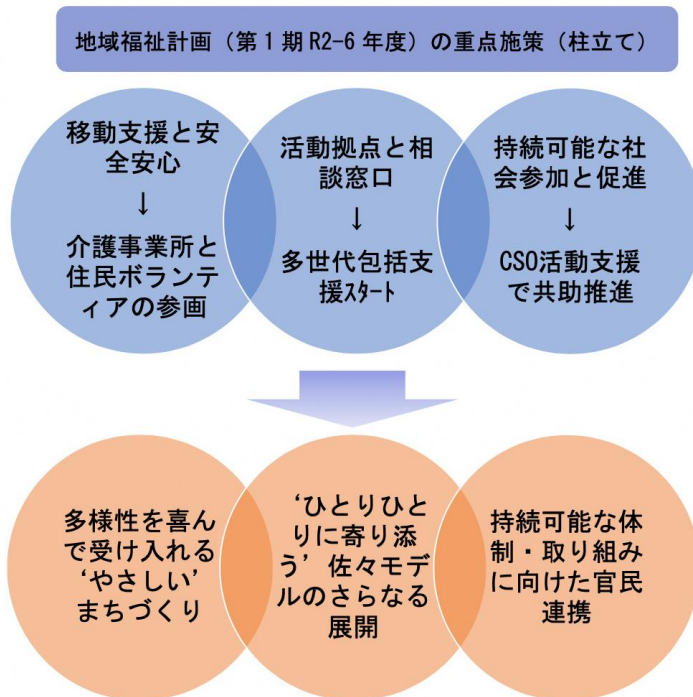 地域福祉計画（第１期 R2-6 年度）の重点施策（柱立て）
移動支援と安
全安心
↓
介護事業所と
住民ボランテ
ィアの参画
活動拠点と相
談窓口
↓
多世代包括支
援ｽﾀｰﾄ
持続可能な社
会参加と促進
↓
CSO活動支援
で共助推進
多様性を喜ん
で受け入れる
‘やさしい’
まちづくり
‘ひとりひと
りに寄り添
う’佐々モデ
ルのさらなる
展開
持続可能な体
制・取り組み
に向けた官民
連携